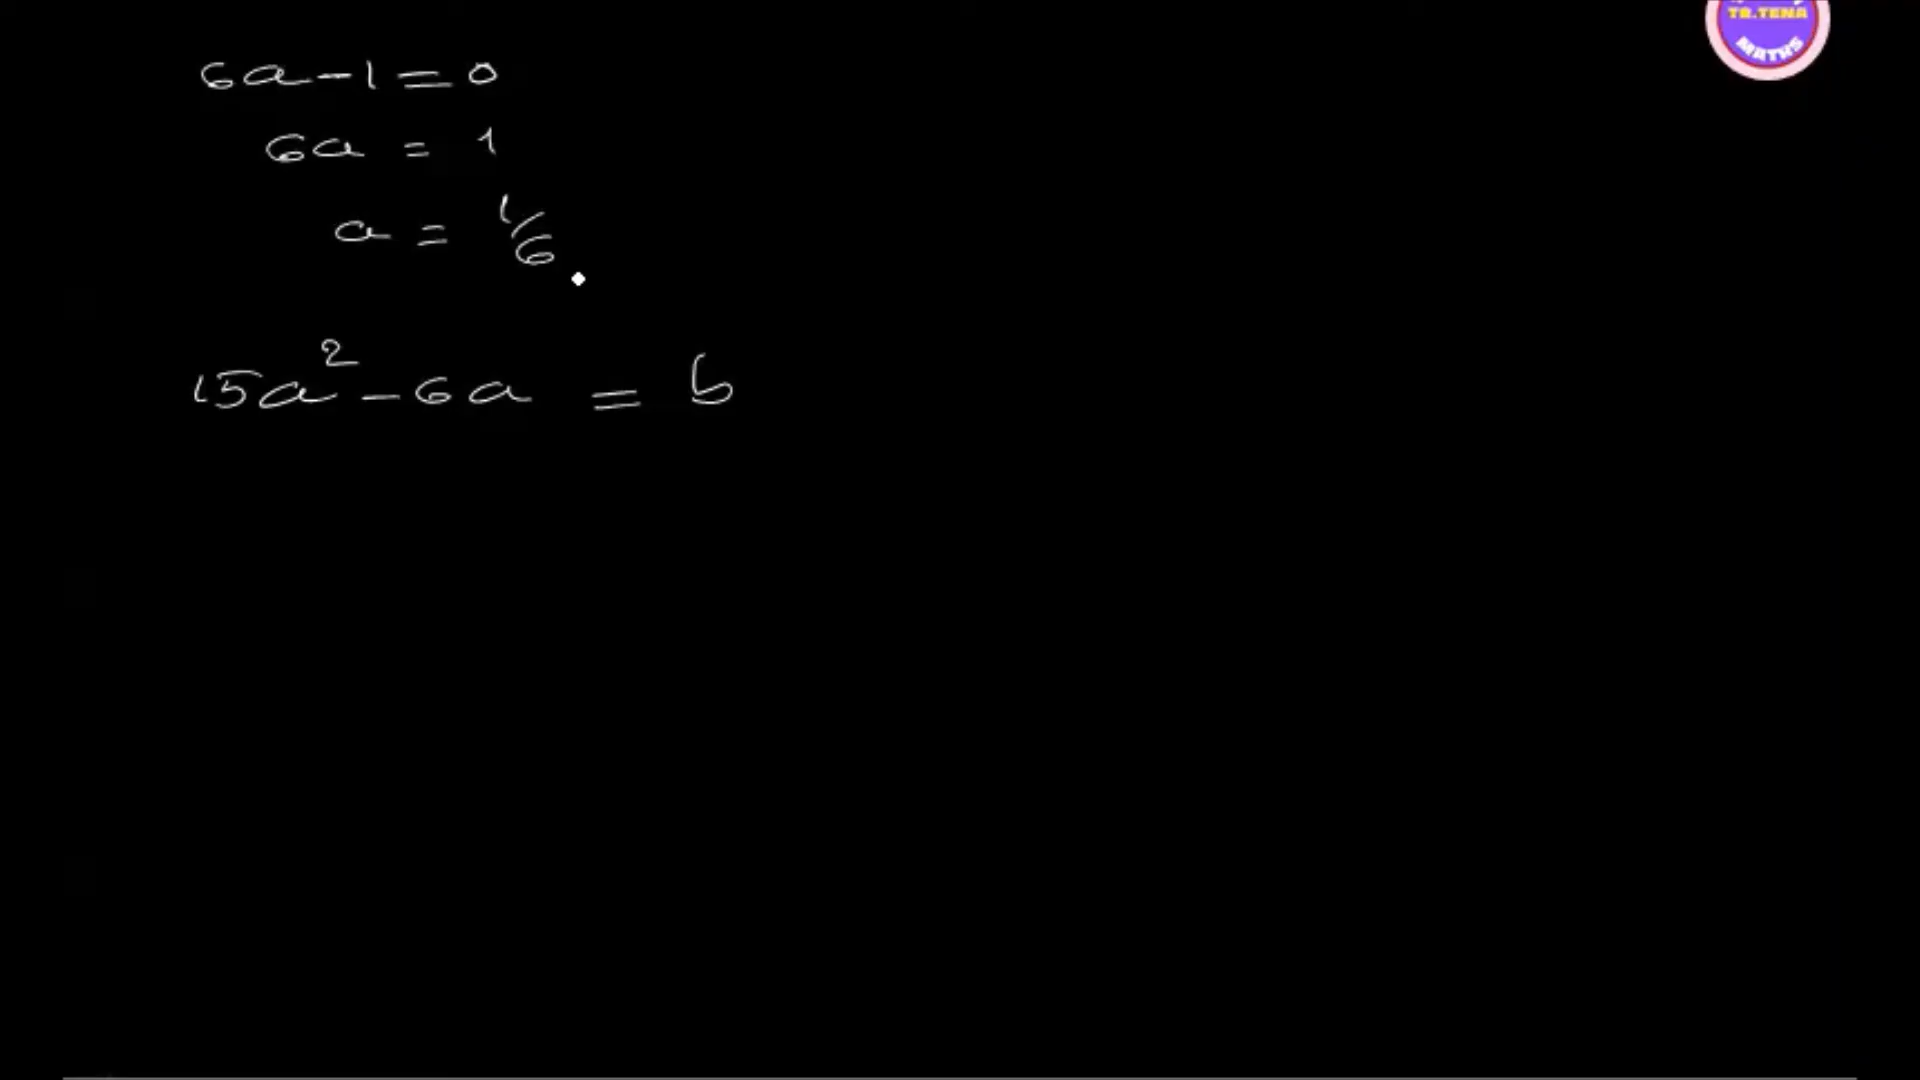 TR.TENA
MATHS
6a - 1 = 0
6a = 1
a = 1/6
15a² - 6a = b